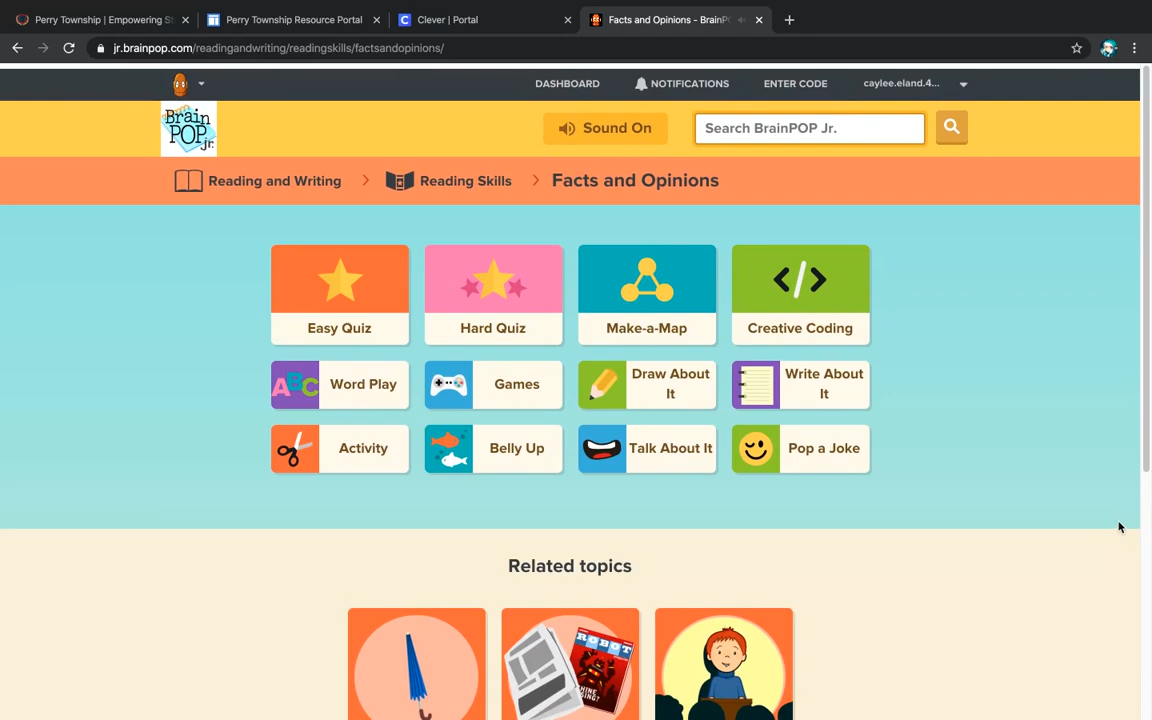 Perry Township | Empowering S
Perry Township Resource Portal
Clever | Portal
Facts and Opinions - BrainP
jr.brainpop.com/readingandwriting/readingskills/factsandopinions/
DASHBOARD
NOTIFICATIONS
ENTER CODE
caylee.eland.4...
Brain
POP
jr.
Sound On
Search BrainPOP Jr.
Reading and Writing
Reading Skills
Facts and Opinions
Easy Quiz
Hard Quiz
Make-a-Map
Creative Coding
ABC
Word Play
Games
Draw About
It
Write About
It
Activity
Belly Up
Talk About It
Pop a Joke
Related topics
ROBOT